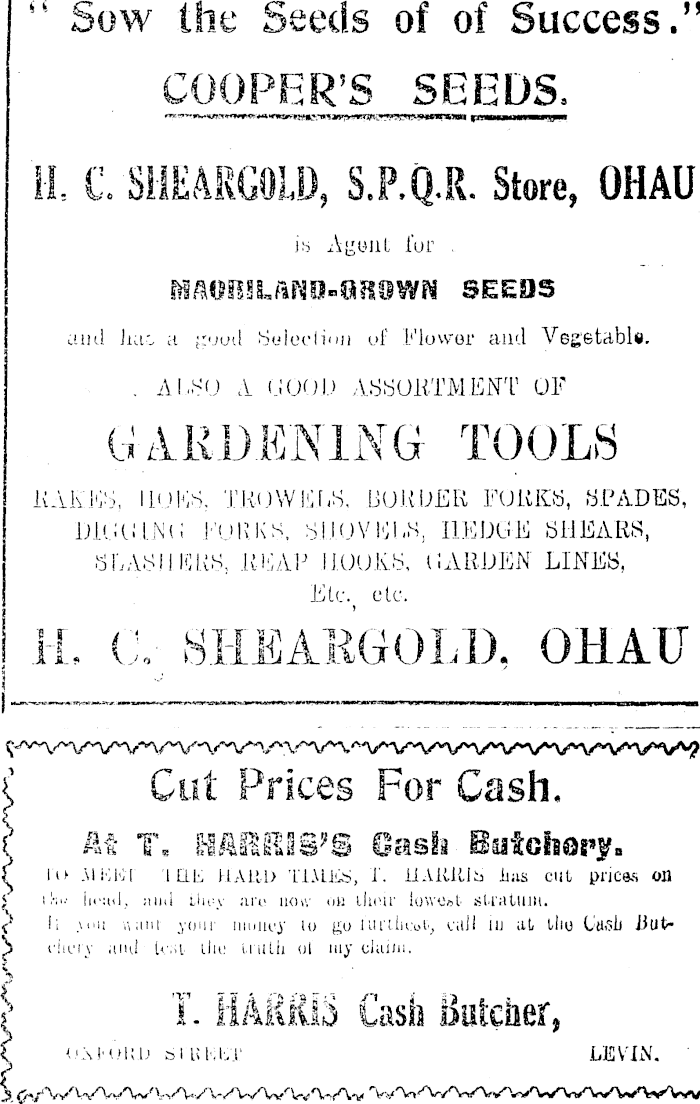 " Sow the Seeds of of Success."
COOPER'S SEEDS.
H. C. SHEARGOLD, S.P.Q.R. Store, OHAU
is Agent for
MAORILAND-GROWN SEEDS
and has a good Selection of Flower and Vegetable.
ALSO A GOOD ASSORTMENT OF
GARDENING TOOLS
RAKES, HOES, TROWELS, BORDER FORKS, SPADES,
DIGGING FORKS, SHOVELS, HEDGE SHEARS,
SLASHERS, REAP HOOKS, GARDEN LINES,
Etc., etc.
H. C. SHEARGOLD, OHAU
Cut Prices For Cash.
At T. HARRIS'S Cash Butchery.
TO MEET THE HARD TIMES, T. HARRIS has cut prices on
the head, and they are now on their lowest stratum.
If you want your money to go furthest, call in at the Cash But-
chery and test the truth of my claim.
T. HARRIS Cash Butcher,
OXFORD STREET LEVIN.